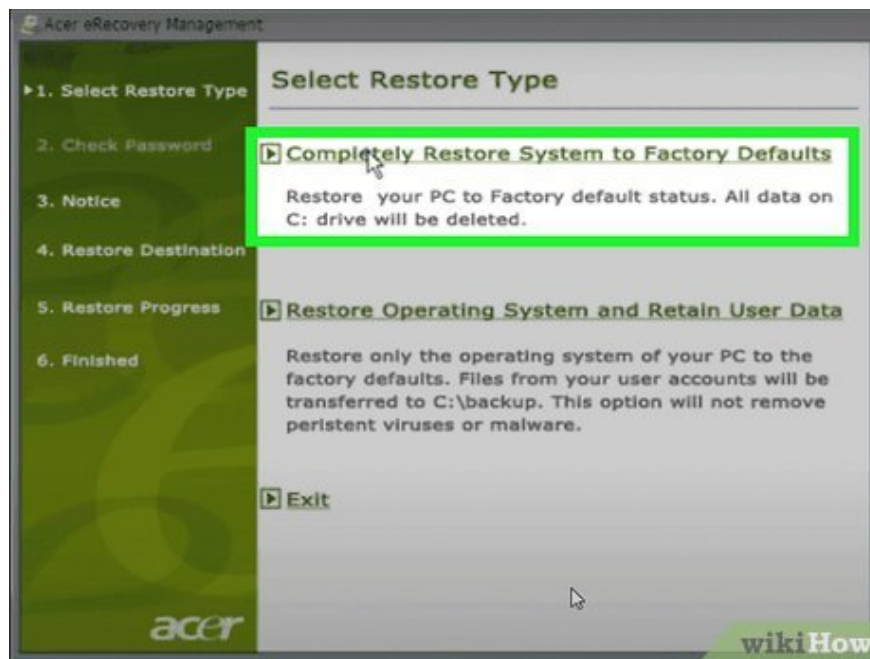 Acer eRecovery Management
1. Select Restore Type
2. Check Password
3. Notice
4. Restore Destination
5. Restore Progress
6. Finished
acer
Select Restore Type
Completely Restore System to Factory Defaults
Restore your PC to Factory default status. All data on
C: drive will be deleted.
Restore Operating System and Retain User Data
Restore only the operating system of your PC to the
factory defaults. Files from your user accounts will be
transferred to C:\backup. This option will not remove
peristent viruses or malware.
Exit
wikiHow